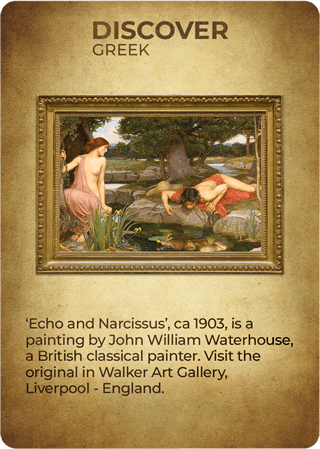 DISCOVER
GREEK
‘Echo and Narcissus’, ca 1903, is a
painting by John William Waterhouse,
a British classical painter. Visit the
original in Walker Art Gallery,
Liverpool - England.